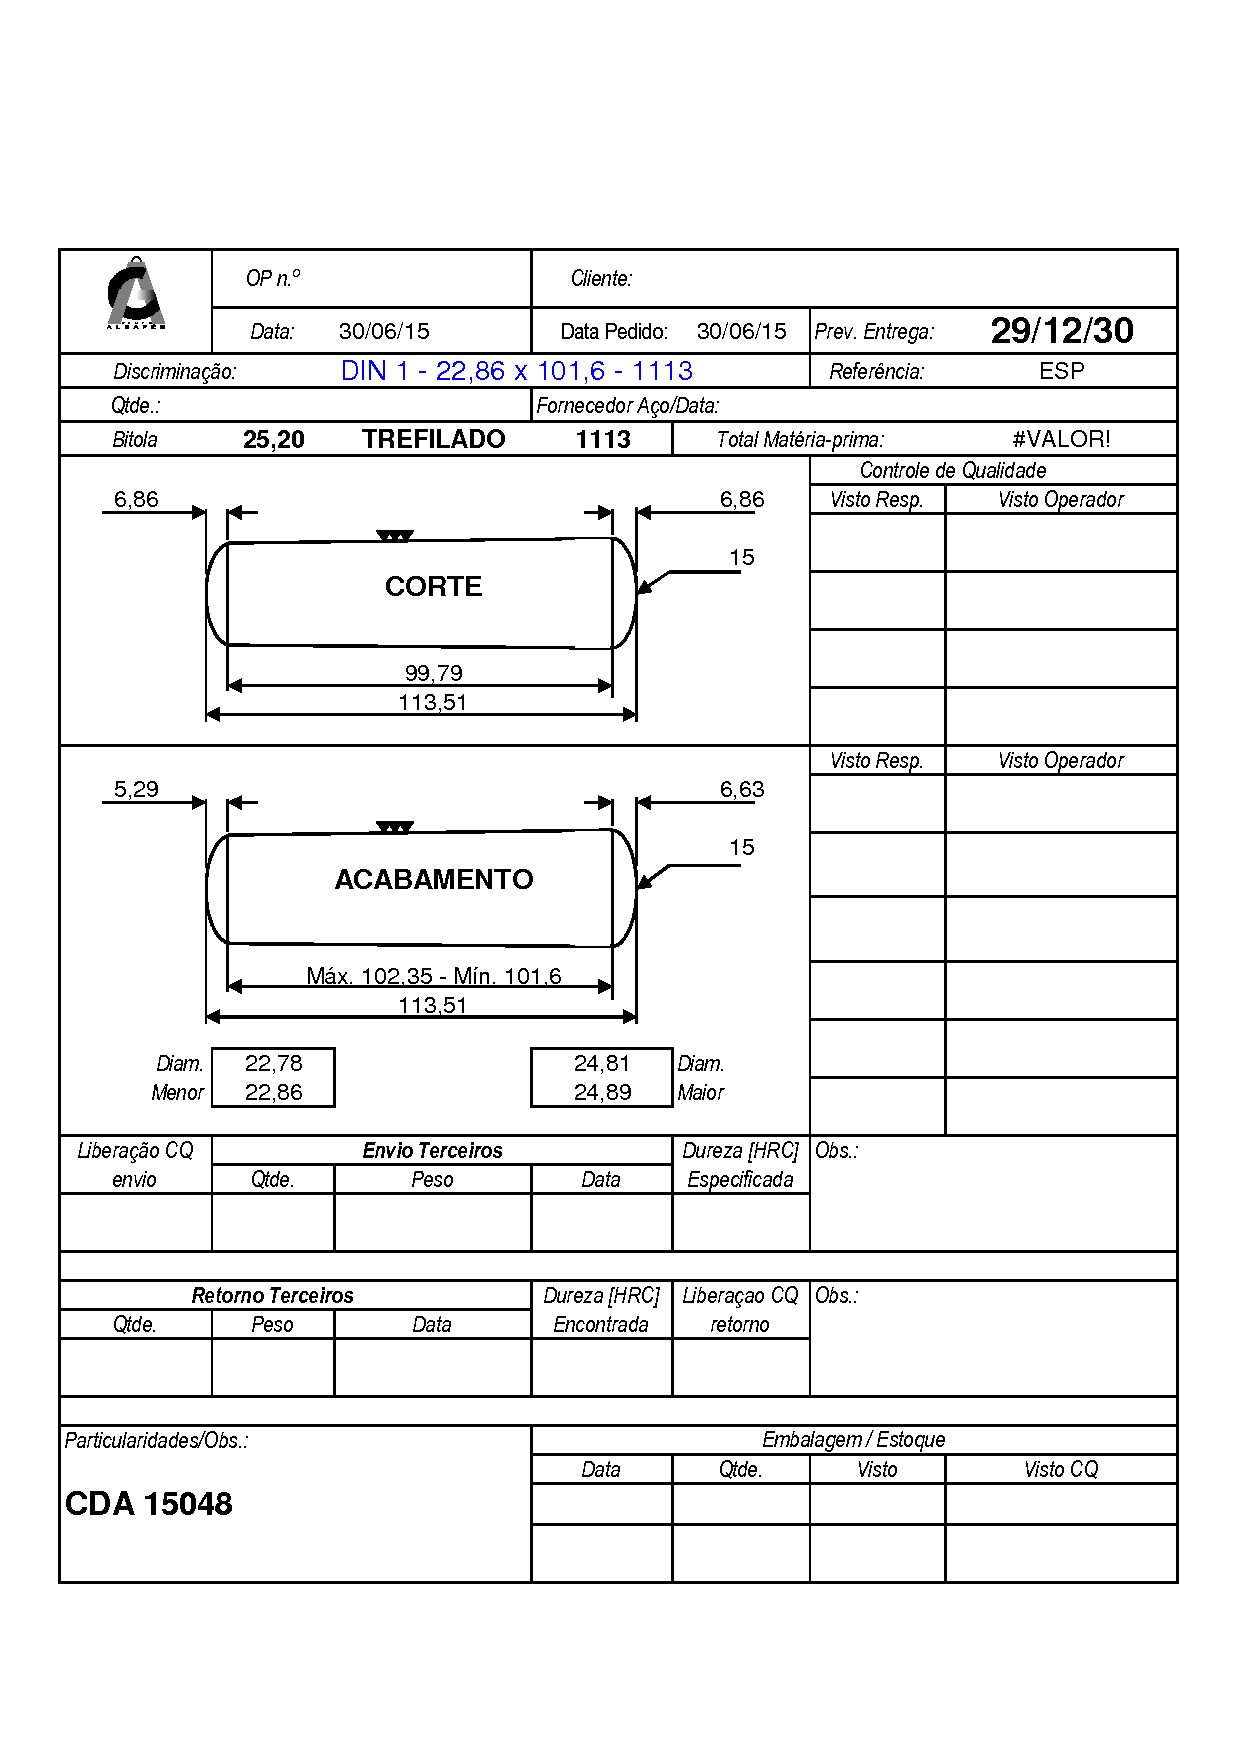 ALBAFER
OP n.º Cliente:
Data: 30/06/15 Data Pedido: 30/06/15 Prev. Entrega: 29/12/30
Discriminação: DIN 1 - 22,86 x 101,6 - 1113 Referência: ESP
Qtde.: Fornecedor Aço/Data:
Bitola 25,20 TREFILADO 1113 Total Matéria-prima: #VALOR!
Controle de Qualidade
6,86 6,86 Visto Resp. Visto Operador
15
CORTE
99,79
113,51
Visto Resp. Visto Operador
5,29 6,63
15
ACABAMENTO
Máx. 102,35 - Mín. 101,6
113,51
Diam. 22,78 24,81 Diam.
Menor 22,86 24,89 Maior
Liberação CQ Envio Terceiros Dureza [HRC] Obs.:
envio Qtde. Peso Data Especificada
Retorno Terceiros Dureza [HRC] Liberaçao CQ Obs.:
Qtde. Peso Data Encontrada retorno
Particularidades/Obs.: Embalagem / Estoque
Data Qtde. Visto Visto CQ
CDA 15048